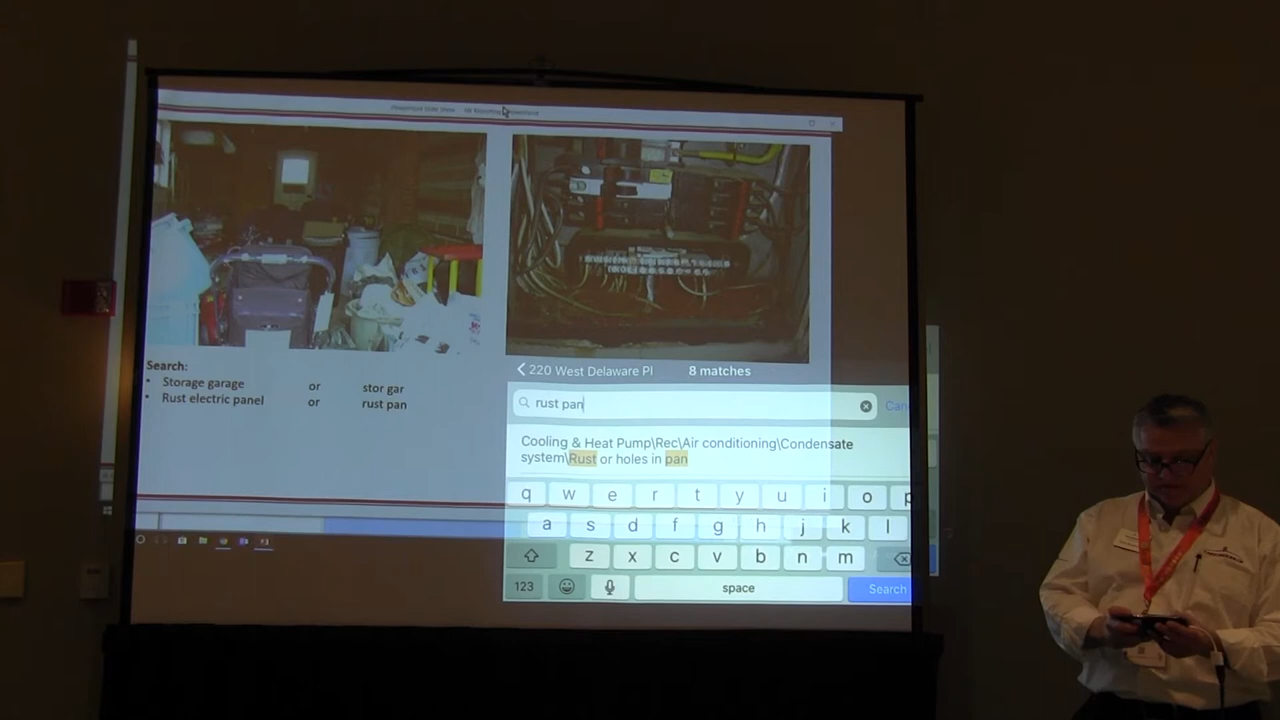 Search:
• Storage garage or stor gar
• Rust electric panel or rust pan
220 West Delaware Pl 8 matches
rust pan
Cooling & Heat Pump\Rec\Air conditioning\Condensate
system\Rust or holes in pan
q w e r t y u i o p
a s d f g h j k l
z x c v b n m
123 space Search